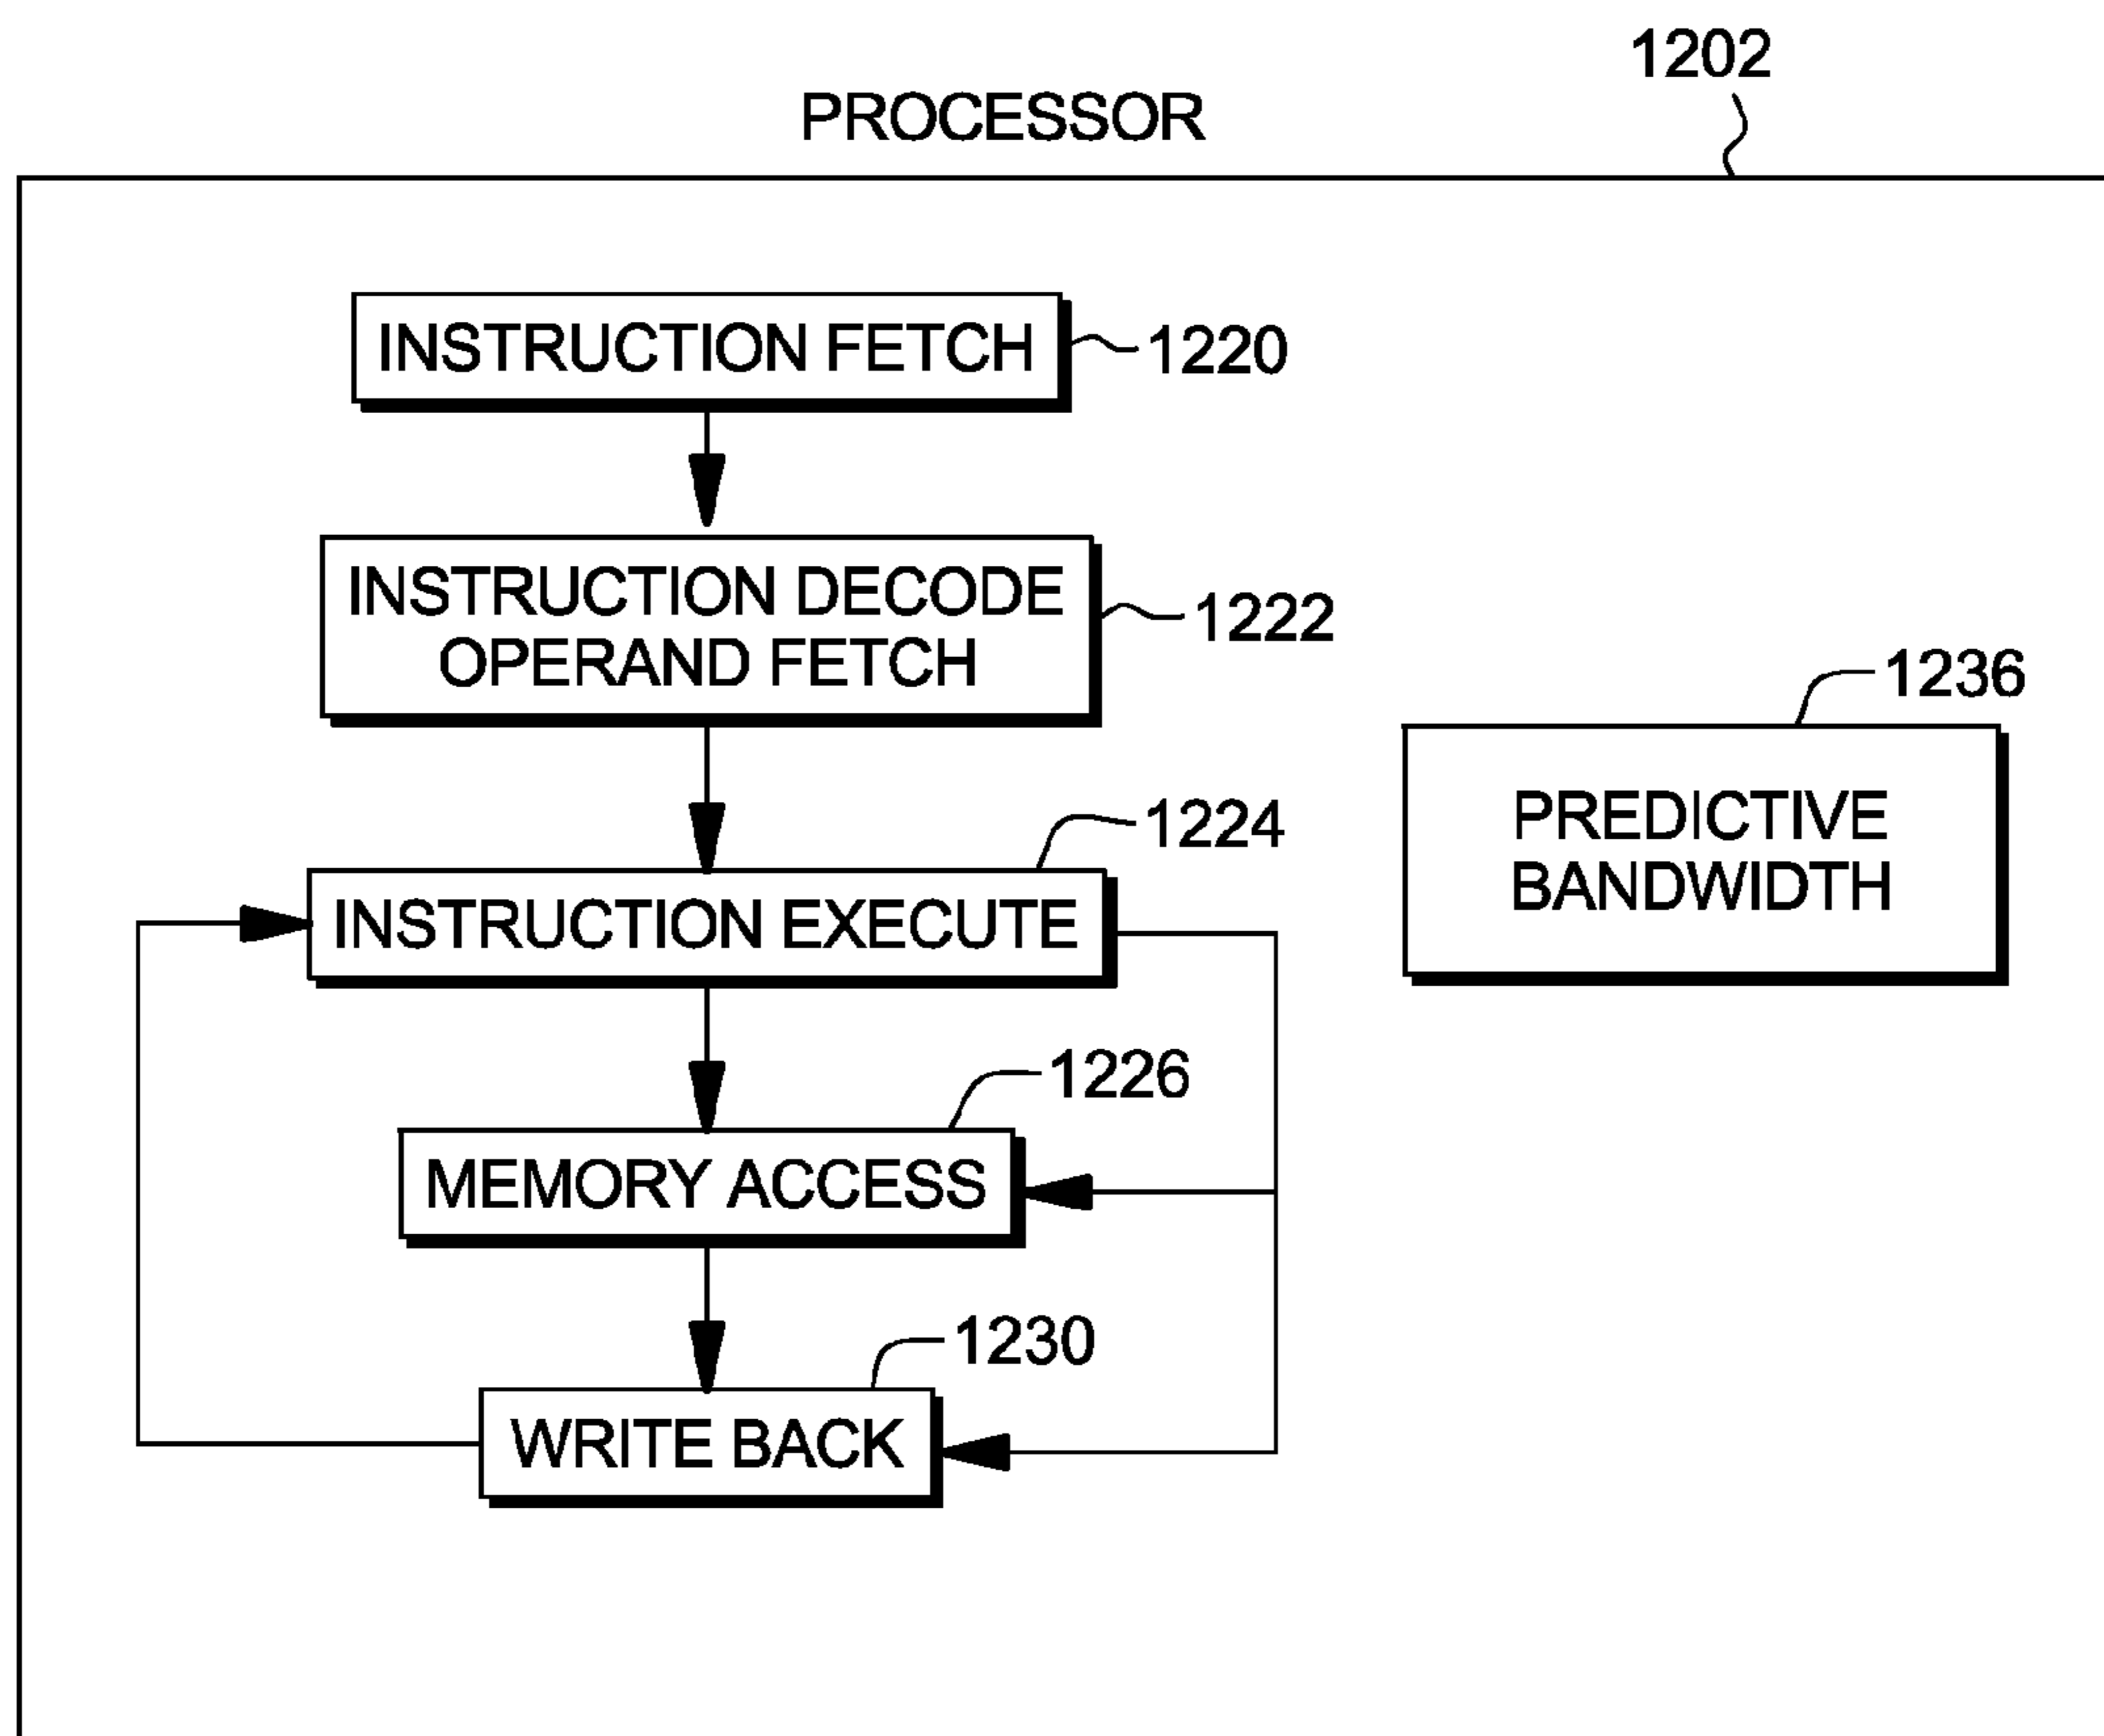 1202
PROCESSOR
INSTRUCTION FETCH
1220
INSTRUCTION DECODE
OPERAND FETCH
1222
1236
PREDICTIVE
BANDWIDTH
1224
INSTRUCTION EXECUTE
1226
MEMORY ACCESS
1230
WRITE BACK